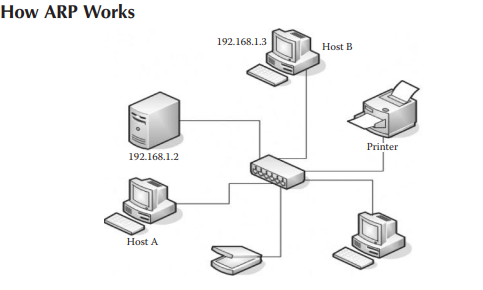 How ARP Works
192.168.1.3
Host B
Printer
192.168.1.2
Host A